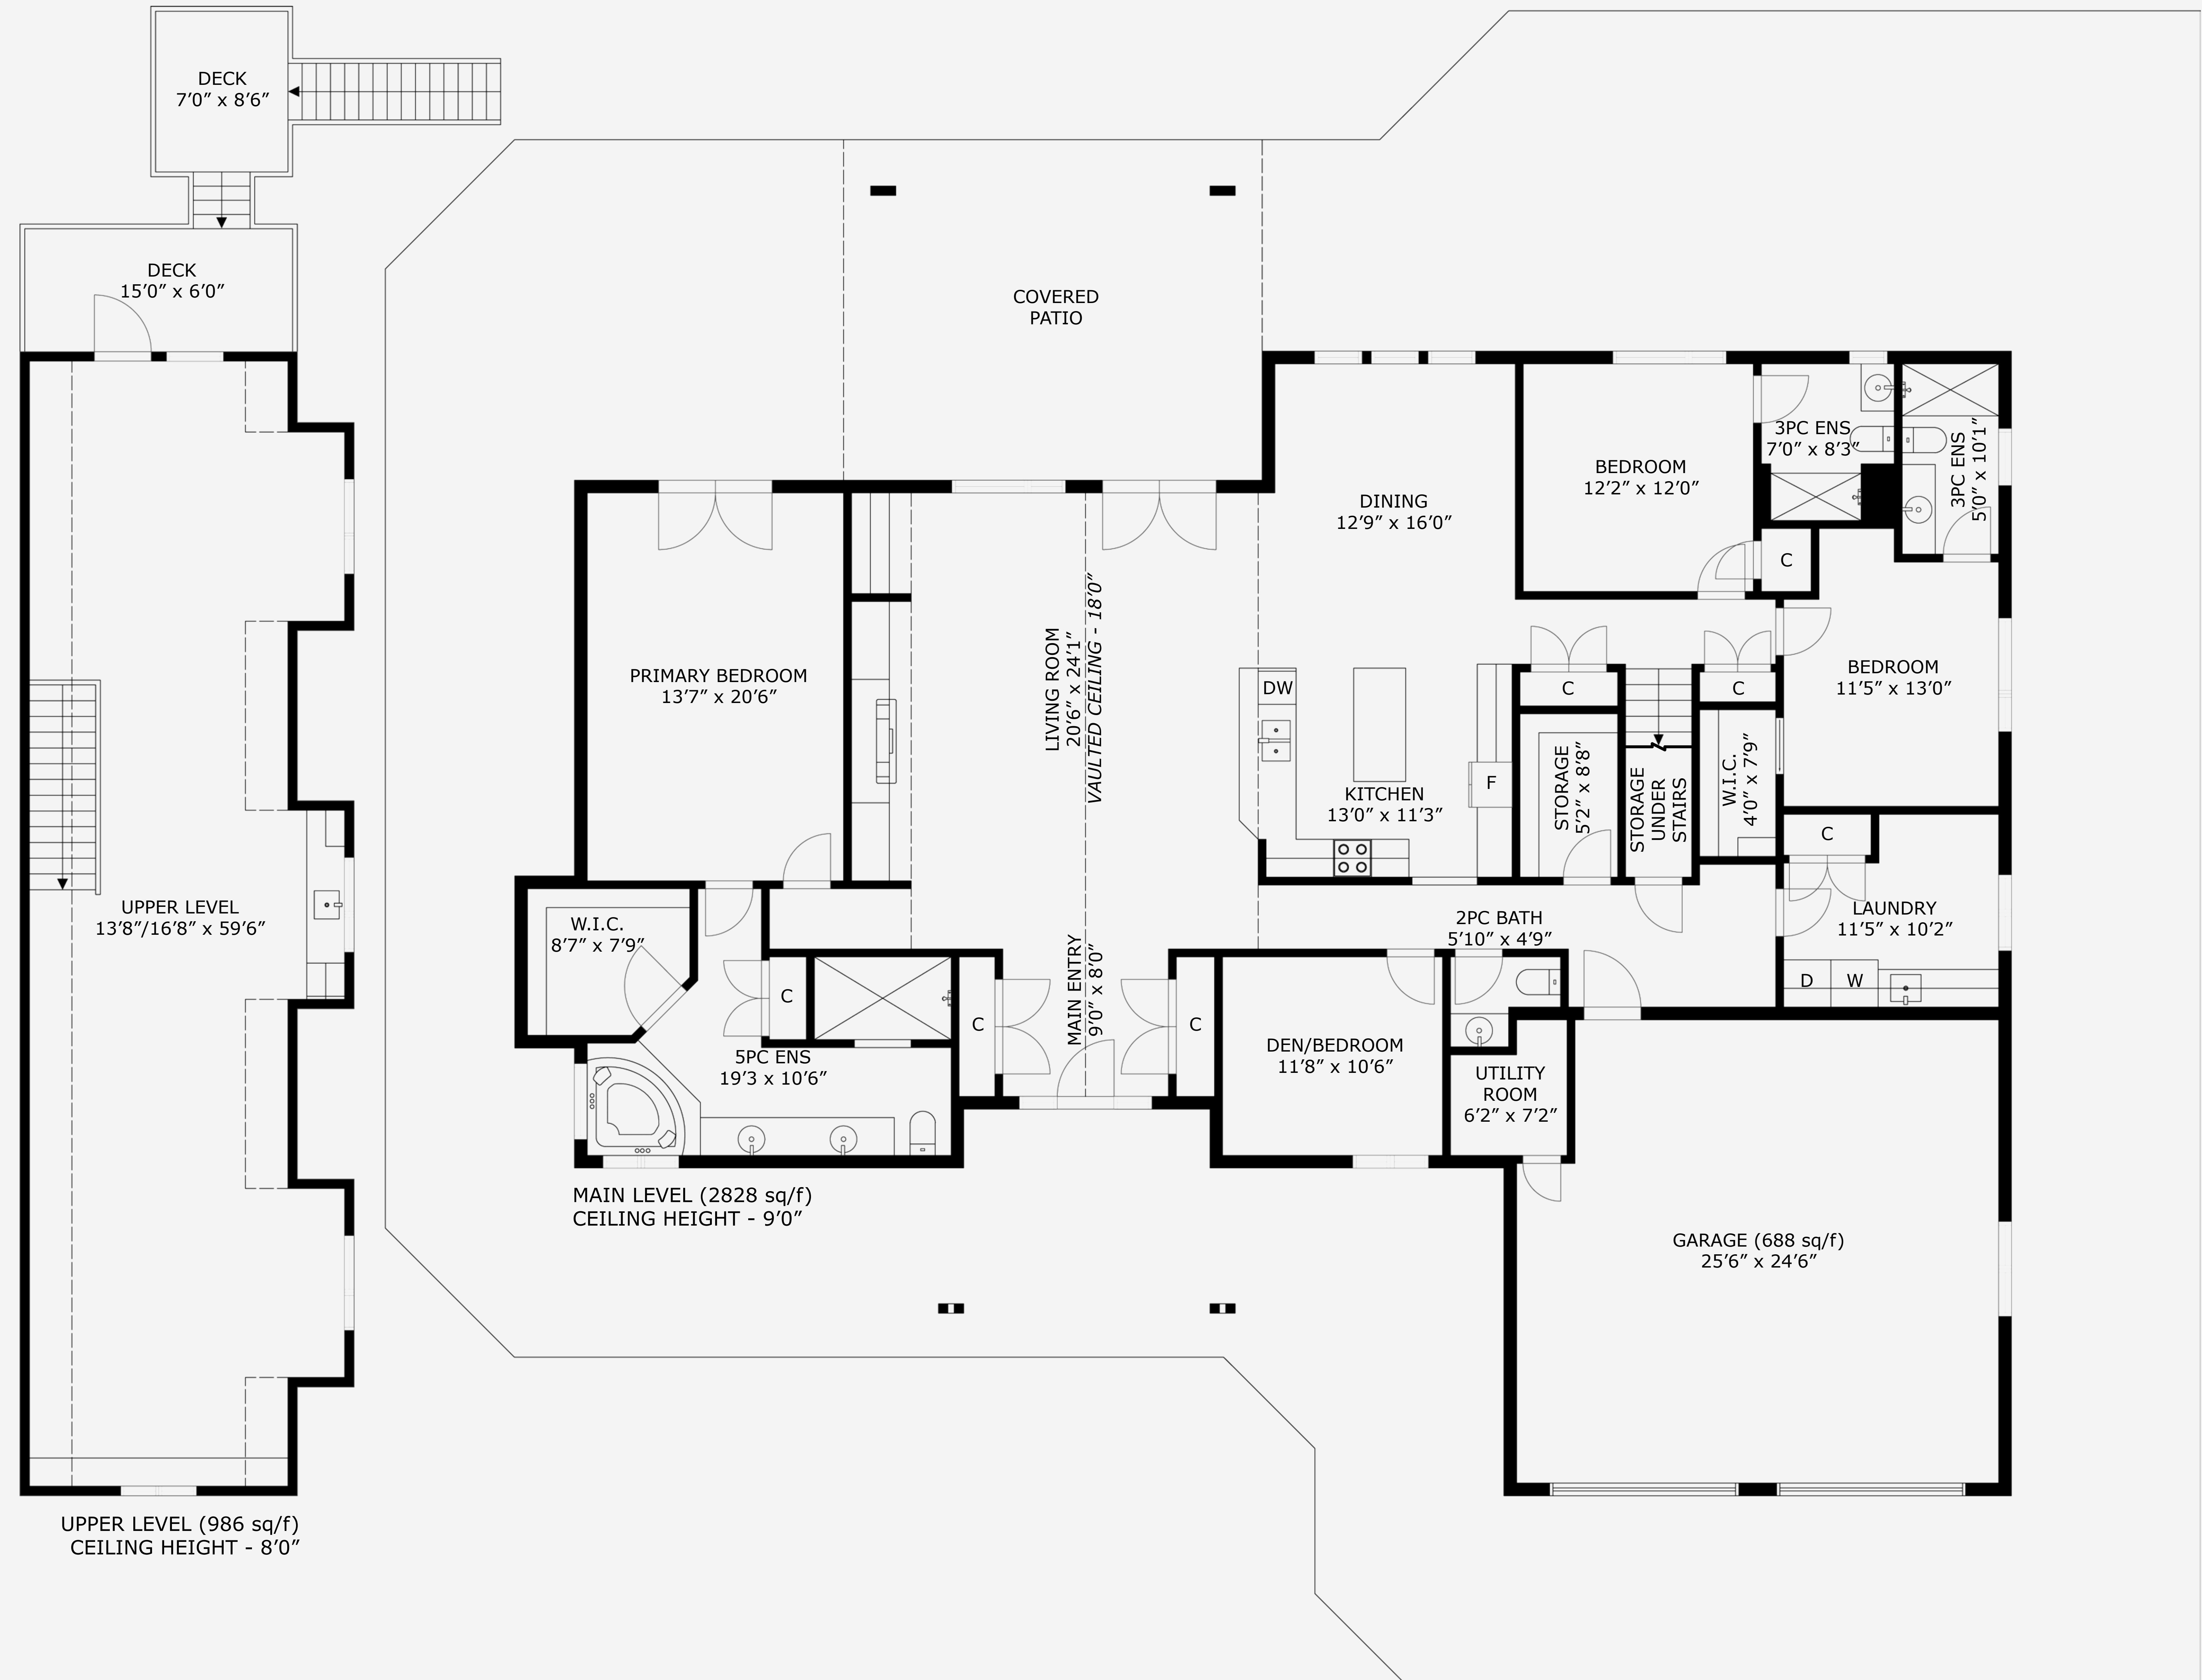 DECK
7'0" x 8'6"
DECK
15'0" x 6'0"
COVERED
PATIO
3PC ENS
7'0" x 8'3"
3PC ENS
5'0" x 10'1"
BEDROOM
12'2" x 12'0"
DINING
12'9" x 16'0"
C
PRIMARY BEDROOM
13'7" x 20'6"
LIVING ROOM
20'6" x 24'1"
VAULTED CEILING - 18'0"
BEDROOM
11'5" x 13'0"
DW
C
C
F
KITCHEN
13'0" x 11'3"
STORAGE
5'2" x 8'8"
STORAGE
UNDER
STAIRS
W.I.C.
4'0" x 7'9"
C
UPPER LEVEL
13'8"/16'8" x 59'6"
W.I.C.
8'7" x 7'9"
2PC BATH
5'10" x 4'9"
LAUNDRY
11'5" x 10'2"
D
W
C
C
MAIN ENTRY
9'0" x 8'0"
C
5PC ENS
19'3 x 10'6"
DEN/BEDROOM
11'8" x 10'6"
UTILITY
ROOM
6'2" x 7'2"
MAIN LEVEL (2828 sq/f)
CEILING HEIGHT - 9'0"
GARAGE (688 sq/f)
25'6" x 24'6"
UPPER LEVEL (986 sq/f)
CEILING HEIGHT - 8'0"